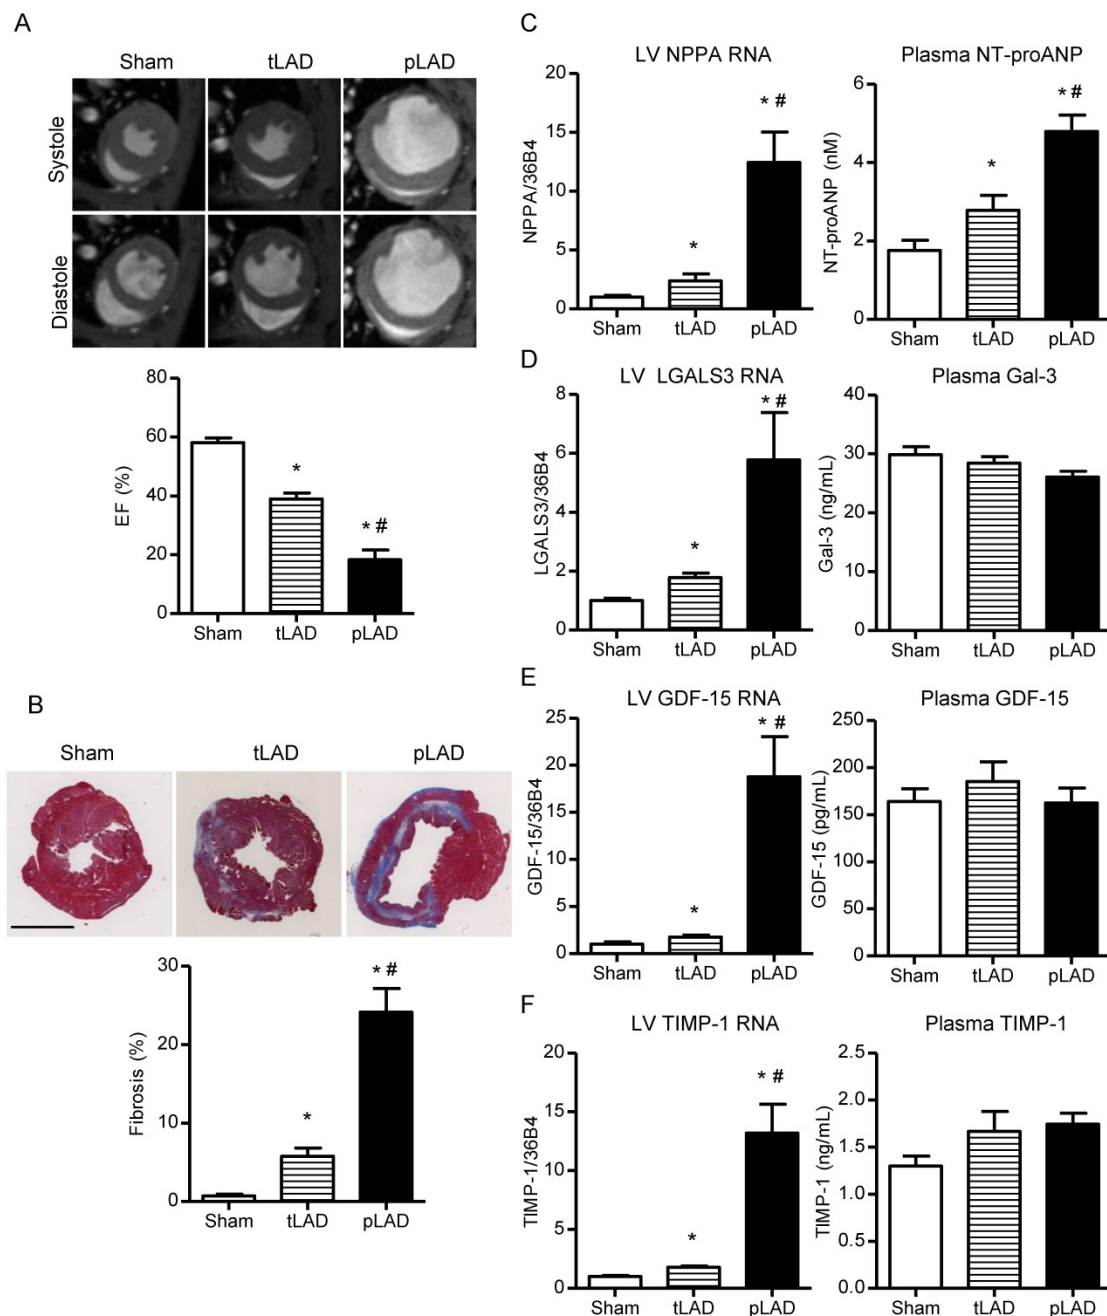 A
Sham tLAD pLAD
Systole
Diastole
80
60
40
20
0
EF (%)
* 
* #
Sham tLAD pLAD
B
Sham tLAD pLAD
30
20
10
0
Fibrosis (%)
*
* #
Sham tLAD pLAD
C
LV NPPA RNA
20
15
10
5
0
NPPA/36B4
*
* #
Sham tLAD pLAD
Plasma NT-proANP
6
4
2
0
NT-proANP (nM)
*
* #
Sham tLAD pLAD
D
LV LGALS3 RNA
8
6
4
2
0
LGALS3/36B4
*
* #
Sham tLAD pLAD
Plasma Gal-3
40
30
20
10
0
Gal-3 (ng/mL)
Sham tLAD pLAD
E
LV GDF-15 RNA
25
20
15
10
5
0
GDF-15/36B4
*
* #
Sham tLAD pLAD
Plasma GDF-15
250
200
150
100
50
0
GDF-15 (pg/mL)
Sham tLAD pLAD
F
LV TIMP-1 RNA
20
15
10
5
0
TIMP-1/36B4
*
* #
Sham tLAD pLAD
Plasma TIMP-1
2.5
2.0
1.5
1.0
0.5
0.0
TIMP-1 (ng/mL)
Sham tLAD pLAD